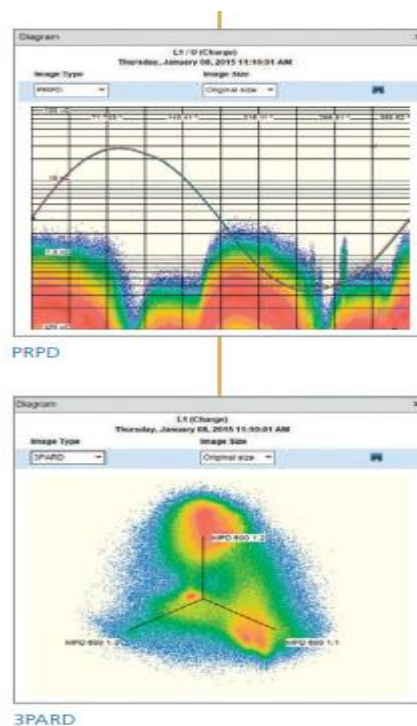 Diagram
L1 / U (Charge)
Thursday, January 08, 2015 11:10:01 AM
Image Type
Image Size
PRPD
Original size
PRPD
Diagram
L1 (Charge)
Thursday, January 08, 2015 11:10:01 AM
Image Type
Image Size
3PARD
Original size
MPD 600 1.2
MPD 600 1.3
MPD 600 1.1
3PARD